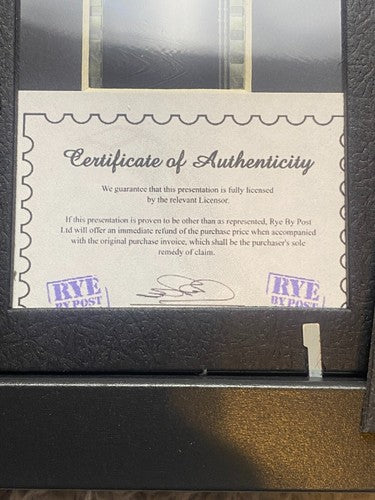 Certificate of Authenticity
We guarantee that this presentation is fully licensed
by the relevant Licensor.
If this presentation is proven to be other than as represented, Rye By Post
Ltd will offer an immediate refund of the purchase price when accompanied
with the original purchase invoice, which shall be the purchaser's sole
remedy of claim.
RYE
BY POST
RYE
BY POST